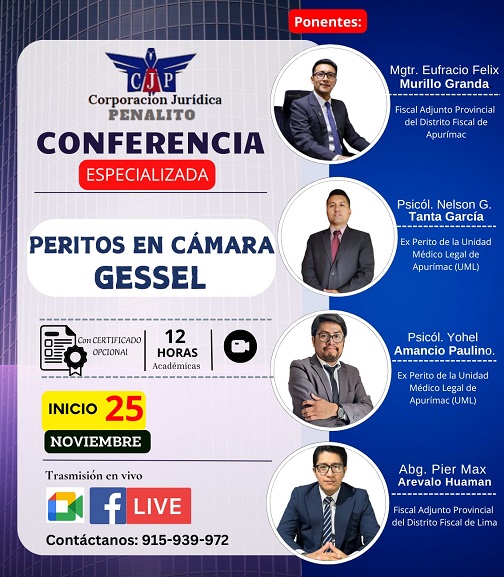 CJP
Corporación Jurídica
PENALITO
CONFERENCIA
ESPECIALIZADA
PERITOS EN CÁMARA
GESSEL
Con CERTIFICADO
OPCIONAl
12
HORAS
Académicas
INICIO 25
NOVIEMBRE
Trasmisión en vivo
f LIVE
Contáctanos: 915-939-972
Ponentes:
Mgtr. Eufracio Felix
Murillo Granda
Fiscal Adjunto Provincial
del Distrito Fiscal de
Apurímac
Psicól. Nelson G.
Tanta García
Ex Perito de la Unidad
Médico Legal de
Apurímac (UML)
Psicól. Yohel
Amancio Paulino.
Ex Perito de la Unidad
Médico Legal de
Apurímac (UML)
Abg. Pier Max
Arevalo Huaman
Fiscal Adjunto Provincial
del Distrito Fiscal de Lima